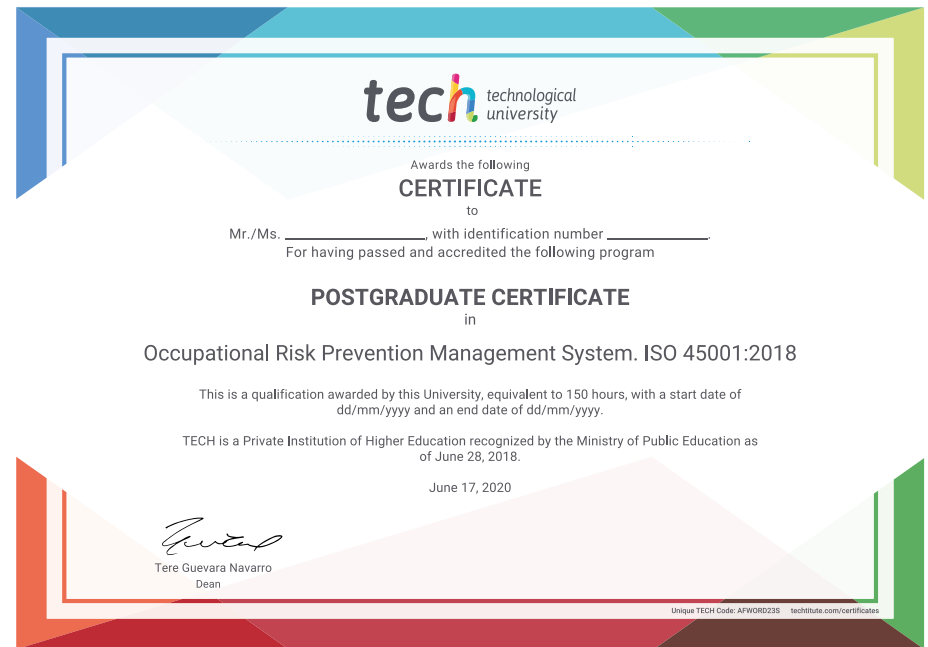 tech technological
university
Awards the following
CERTIFICATE
to
Mr./Ms. ____________________, with identification number ______________.
For having passed and accredited the following program
POSTGRADUATE CERTIFICATE
in
Occupational Risk Prevention Management System. ISO 45001:2018
This is a qualification awarded by this University, equivalent to 150 hours, with a start date of
dd/mm/yyyy and an end date of dd/mm/yyyy.
TECH is a Private Institution of Higher Education recognized by the Ministry of Public Education as
of June 28, 2018.
June 17, 2020
Tere Guevara Navarro
Dean
Unique TECH Code: AFWORD23S techtitute.com/certificates